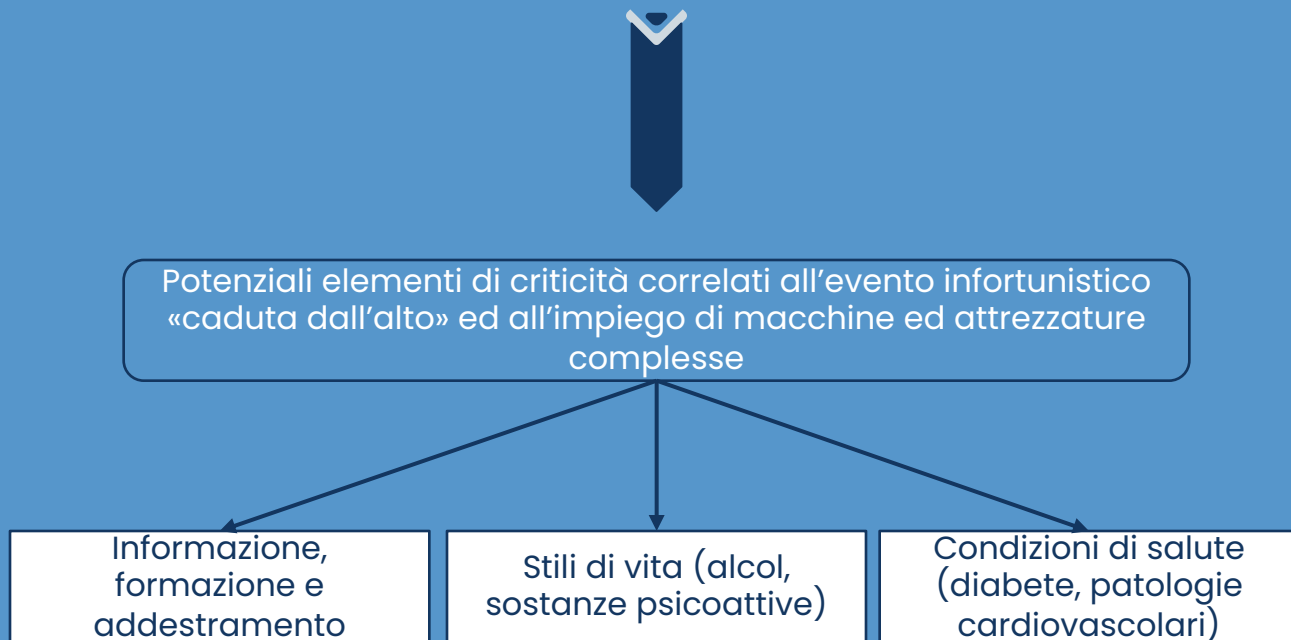 Potenziali elementi di criticità correlati all’evento infortunistico
«caduta dall’alto» ed all’impiego di macchine ed attrezzature
complesse
Informazione,
formazione e
addestramento
Stili di vita (alcol,
sostanze psicoattive)
Condizioni di salute
(diabete, patologie
cardiovascolari)